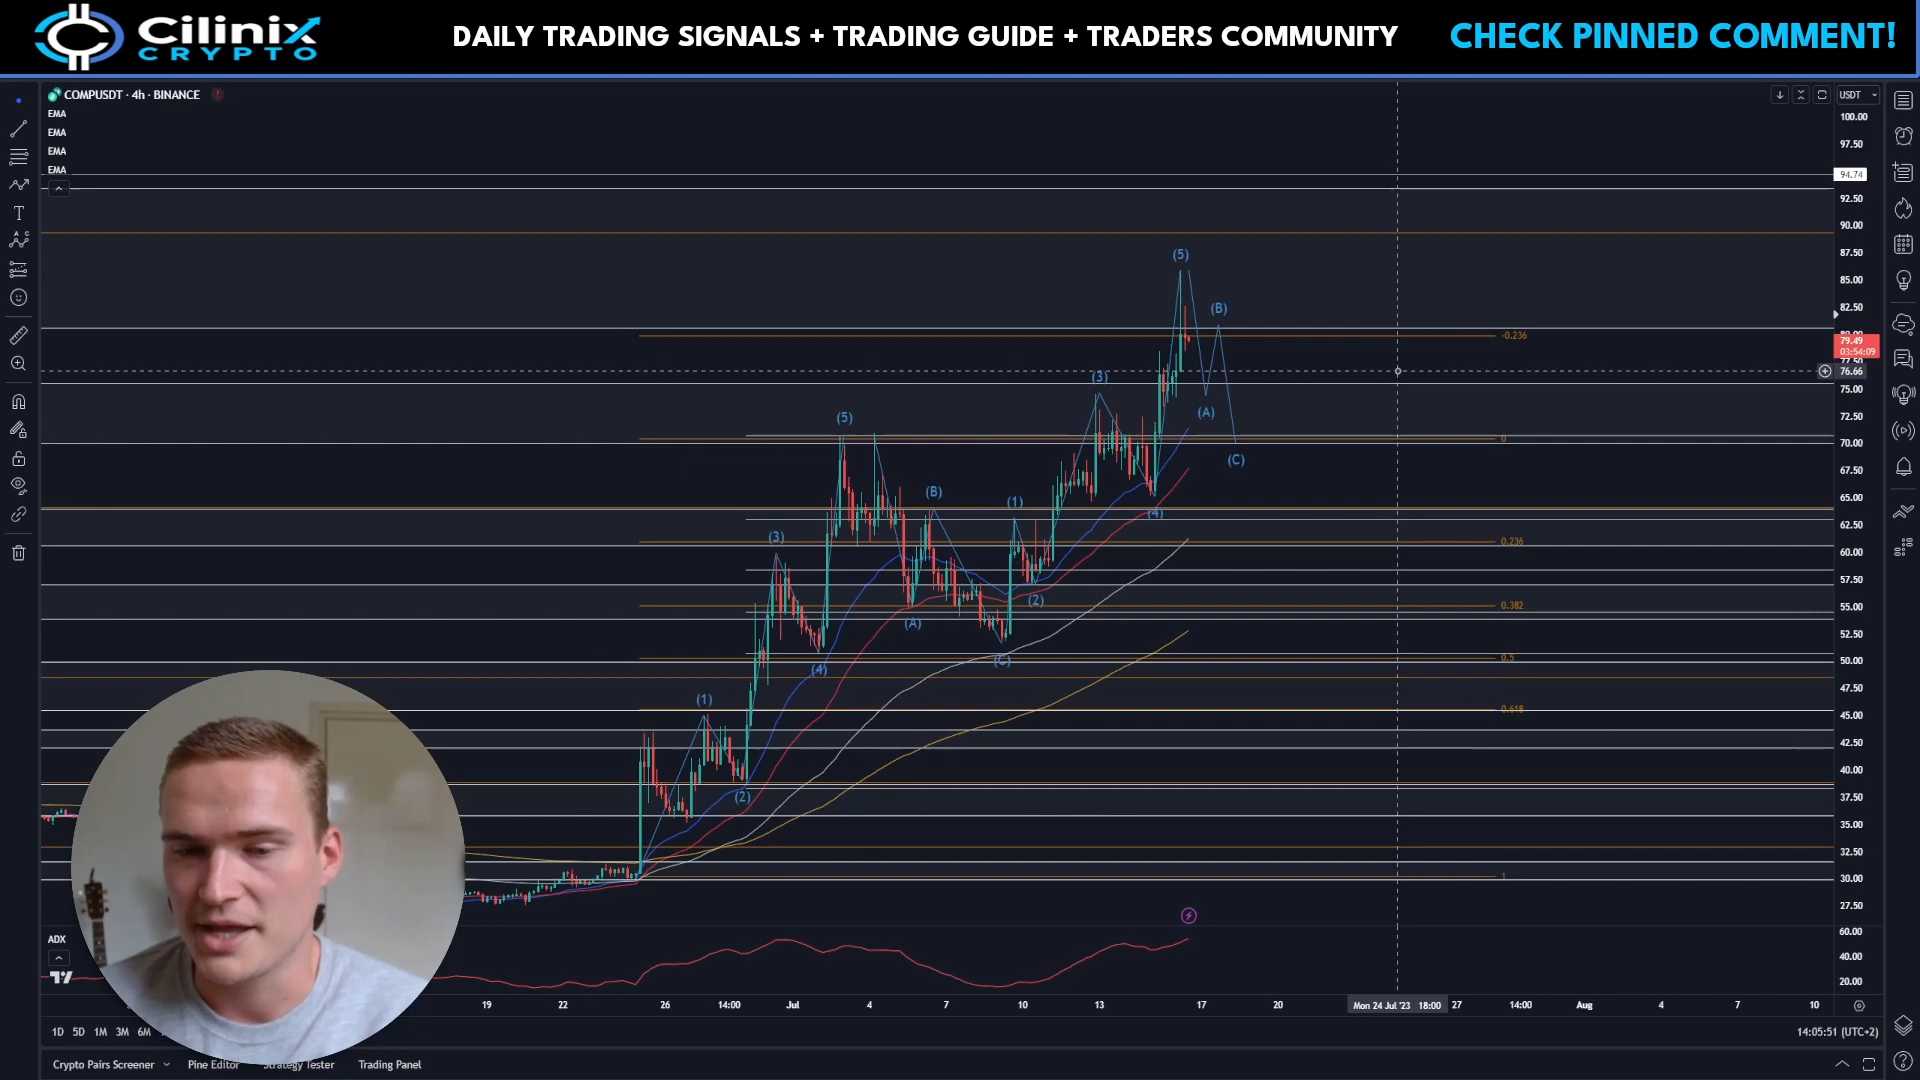 Cilinix
CRYPTO
DAILY TRADING SIGNALS + TRADING GUIDE + TRADERS COMMUNITY
CHECK PINNED COMMENT!
COMPUSDT · 4h · BINANCE
USDT
EMA
EMA
EMA
EMA
100.00
97.50
94.74
92.50
90.00
87.50
85.00
82.50
80.00
79.49
03:54:09
77.50
76.66
75.00
72.50
70.00
67.50
65.00
62.50
60.00
57.50
55.00
52.50
50.00
47.50
45.00
42.50
40.00
37.50
35.00
32.50
30.00
27.50
60.00
40.00
20.00
(5)
(B)
-0.236
(3)
(A)
(5)
0
(C)
(B)
(1)
(4)
(3)
0.236
(2)
0.382
(A)
(C)
0.5
(4)
(1)
0.618
(2)
1
ADX
19
22
26
14:00
Jul
4
7
10
13
17
20
Mon 24 Jul '23 18:00
27
14:00
Aug
4
7
10
1D
5D
1M
3M
6M
14:05:51 (UTC+2)
Crypto Pairs Screener
Pine Editor
Strategy Tester
Trading Panel